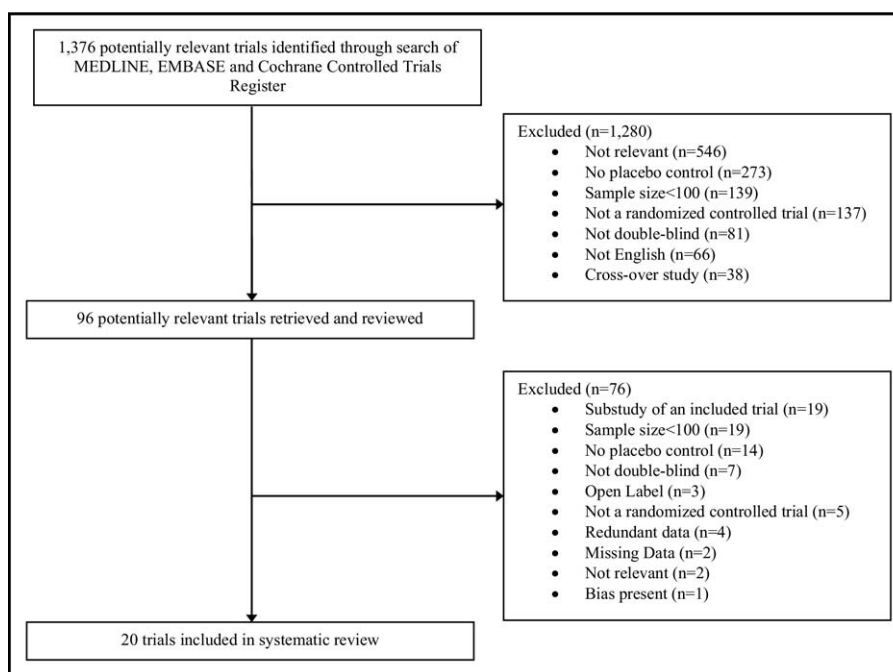 1,376 potentially relevant trials identified through search of
MEDLINE, EMBASE and Cochrane Controlled Trials
Register
Excluded (n=1,280)
• Not relevant (n=546)
• No placebo control (n=273)
• Sample size<100 (n=139)
• Not a randomized controlled trial (n=137)
• Not double-blind (n=81)
• Not English (n=66)
• Cross-over study (n=38)
96 potentially relevant trials retrieved and reviewed
Excluded (n=76)
• Substudy of an included trial (n=19)
• Sample size<100 (n=19)
• No placebo control (n=14)
• Not double-blind (n=7)
• Open Label (n=3)
• Not a randomized controlled trial (n=5)
• Redundant data (n=4)
• Missing Data (n=2)
• Not relevant (n=2)
• Bias present (n=1)
20 trials included in systematic review